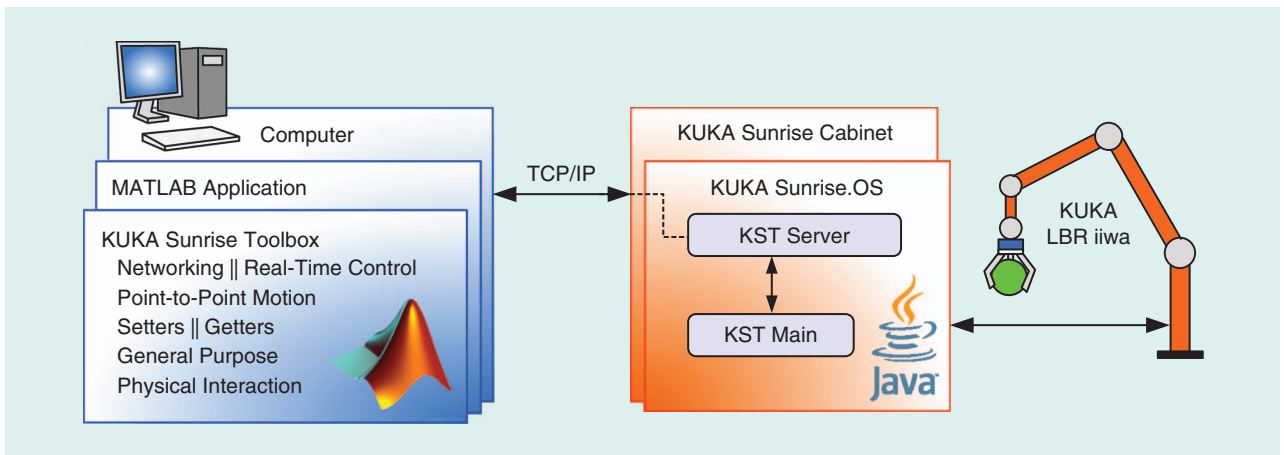 Computer
MATLAB Application
KUKA Sunrise Toolbox
Networking || Real-Time Control
Point-to-Point Motion
Setters || Getters
General Purpose
Physical Interaction
TCP/IP
KUKA Sunrise Cabinet
KUKA Sunrise.OS
KST Server
KST Main
Java
KUKA
LBR iiwa